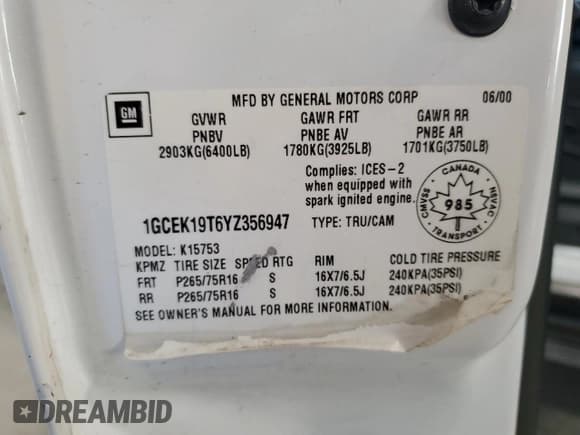 GM
MFD BY GENERAL MOTORS CORP 06/00
GVWR GAWR FRT GAWR RR
PNBV PNBE AV PNBE AR
2903KG(6400LB) 1780KG(3925LB) 1701KG(3750LB)
Complies: ICES-2
when equipped with
spark ignited engine.
CANADA
CMVSS 985 NSVAC
TRANSPORT
1GCEK19T6YZ356947 TYPE: TRU/CAM
MODEL: K15753
KPMZ TIRE SIZE SPEED RTG RIM COLD TIRE PRESSURE
FRT P265/75R16 S 16X7/6.5J 240KPA(35PSI)
RR P265/75R16 S 16X7/6.5J 240KPA(35PSI)
SEE OWNER'S MANUAL FOR MORE INFORMATION.
DREAMBID